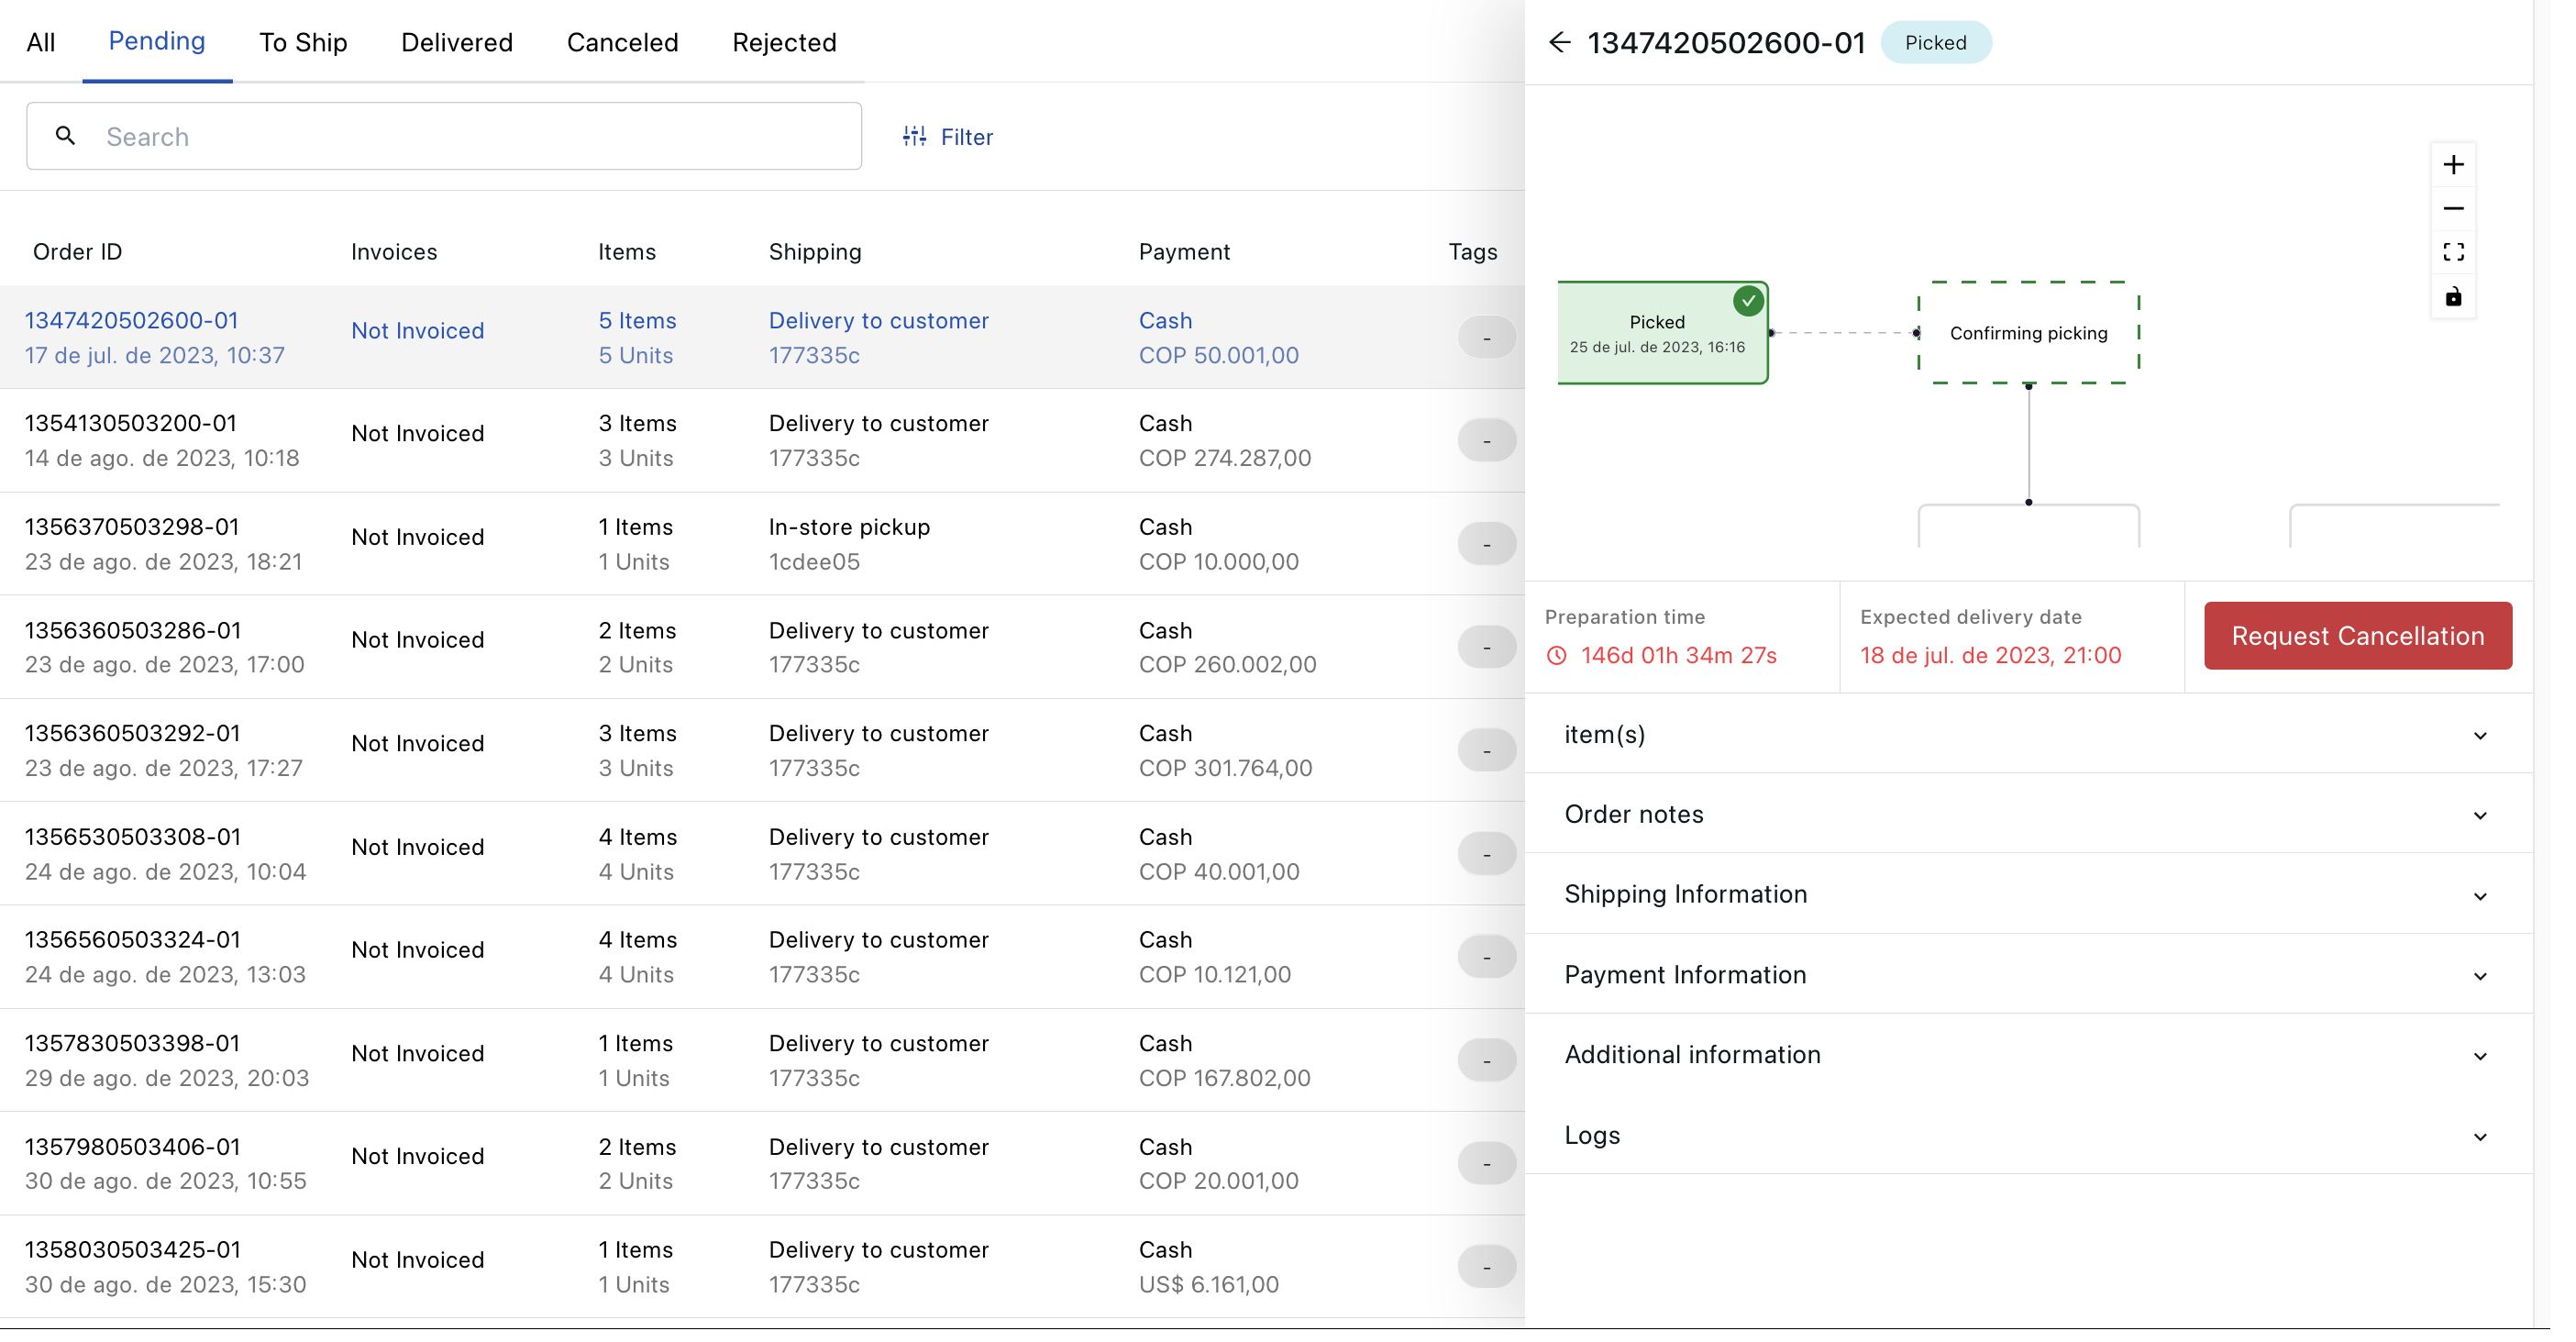 All Pending To Ship Delivered Canceled Rejected
Search Filter
Order ID Invoices Items Shipping Payment Tags
1347420502600-01 Not Invoiced 5 Items Delivery to customer Cash -
17 de jul. de 2023, 10:37 5 Units 177335c COP 50.001,00
1354130503200-01 Not Invoiced 3 Items Delivery to customer Cash -
14 de ago. de 2023, 10:18 3 Units 177335c COP 274.287,00
1356370503298-01 Not Invoiced 1 Items In-store pickup Cash -
23 de ago. de 2023, 18:21 1 Units 1cdee05 COP 10.000,00
1356360503286-01 Not Invoiced 2 Items Delivery to customer Cash -
23 de ago. de 2023, 17:00 2 Units 177335c COP 260.002,00
1356360503292-01 Not Invoiced 3 Items Delivery to customer Cash -
23 de ago. de 2023, 17:27 3 Units 177335c COP 301.764,00
1356530503308-01 Not Invoiced 4 Items Delivery to customer Cash -
24 de ago. de 2023, 10:04 4 Units 177335c COP 40.001,00
1356560503324-01 Not Invoiced 4 Items Delivery to customer Cash -
24 de ago. de 2023, 13:03 4 Units 177335c COP 10.121,00
1357830503398-01 Not Invoiced 1 Items Delivery to customer Cash -
29 de ago. de 2023, 20:03 1 Units 177335c COP 167.802,00
1357980503406-01 Not Invoiced 2 Items Delivery to customer Cash -
30 de ago. de 2023, 10:55 2 Units 177335c COP 20.001,00
1358030503425-01 Not Invoiced 1 Items Delivery to customer Cash -
30 de ago. de 2023, 15:30 1 Units 177335c US$ 6.161,00
1347420502600-01 Picked
Picked
25 de jul. de 2023, 16:16
Confirming picking
Preparation time
146d 01h 34m 27s
Expected delivery date
18 de jul. de 2023, 21:00
Request Cancellation
item(s)
Order notes
Shipping Information
Payment Information
Additional information
Logs